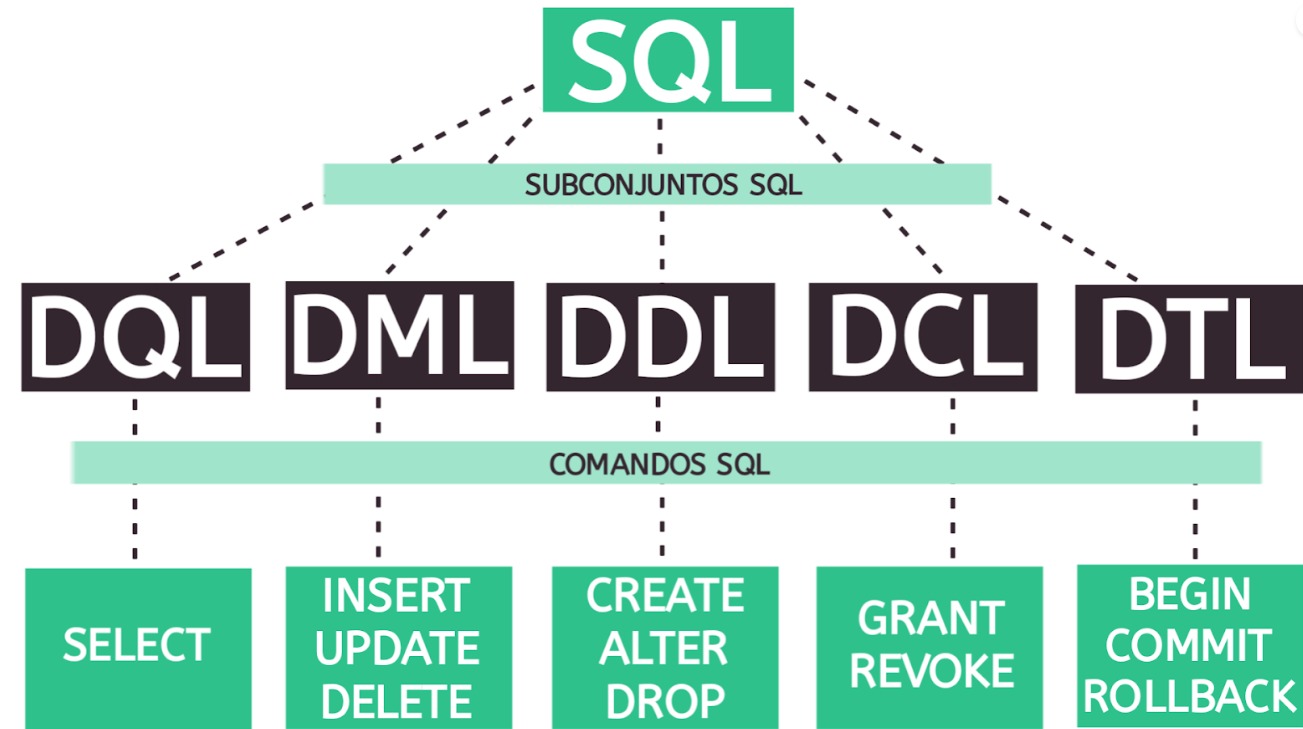 SQL
SUBCONJUNTOS SQL
DQL
DML
DDL
DCL
DTL
COMANDOS SQL
SELECT
INSERT
UPDATE
DELETE
CREATE
ALTER
DROP
GRANT
REVOKE
BEGIN
COMMIT
ROLLBACK